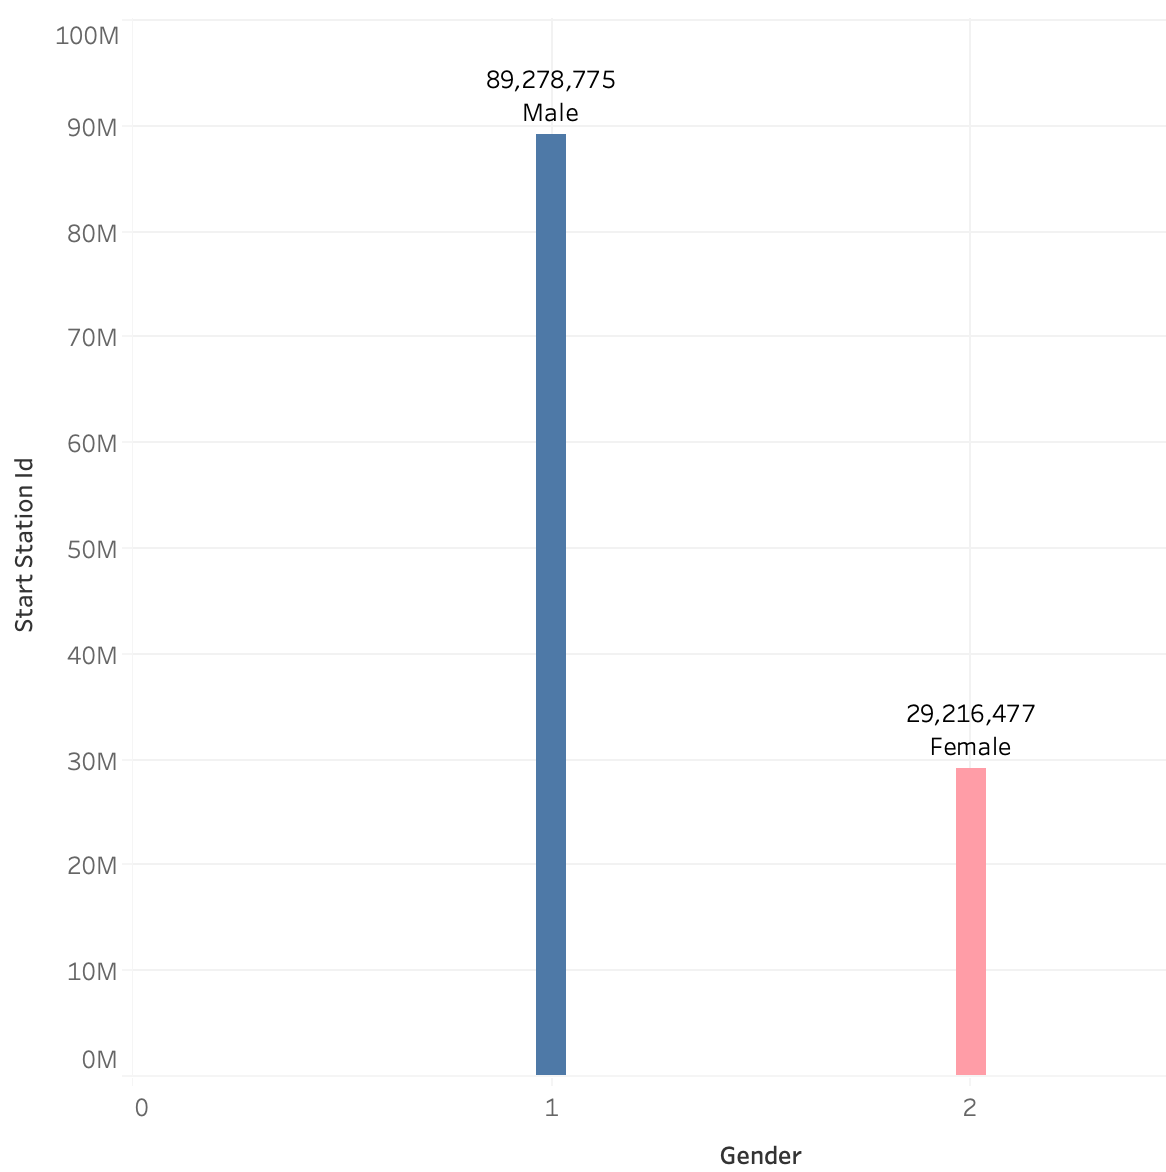 100M
90M
80M
70M
60M
50M
40M
30M
20M
10M
0M
Start Station Id
89,278,775
Male
29,216,477
Female
0
1
2
Gender